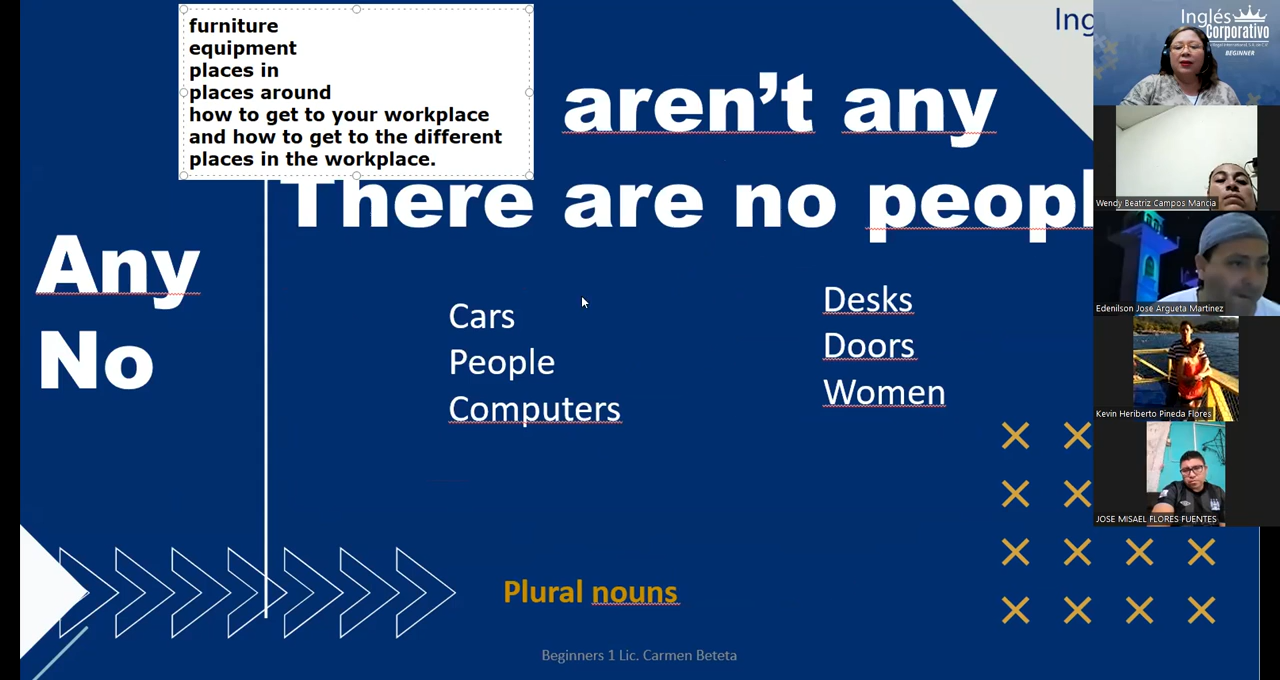 furniture
equipment
places in
places around
how to get to your workplace
and how to get to the different
places in the workplace.
aren't any
There are no peopl
Any
No
Cars
People
Computers
Desks
Doors
Women
Plural nouns
Beginners 1 Lic. Carmen Beteta
Ing
Inglés
Corporativo
BEGINNER
Wendy Beatriz Campos Mancia
Edenilson Jose Argueta Martinez
Kevin Heriberto Pineda Flores
JOSE MISAEL FLORES FUENTES